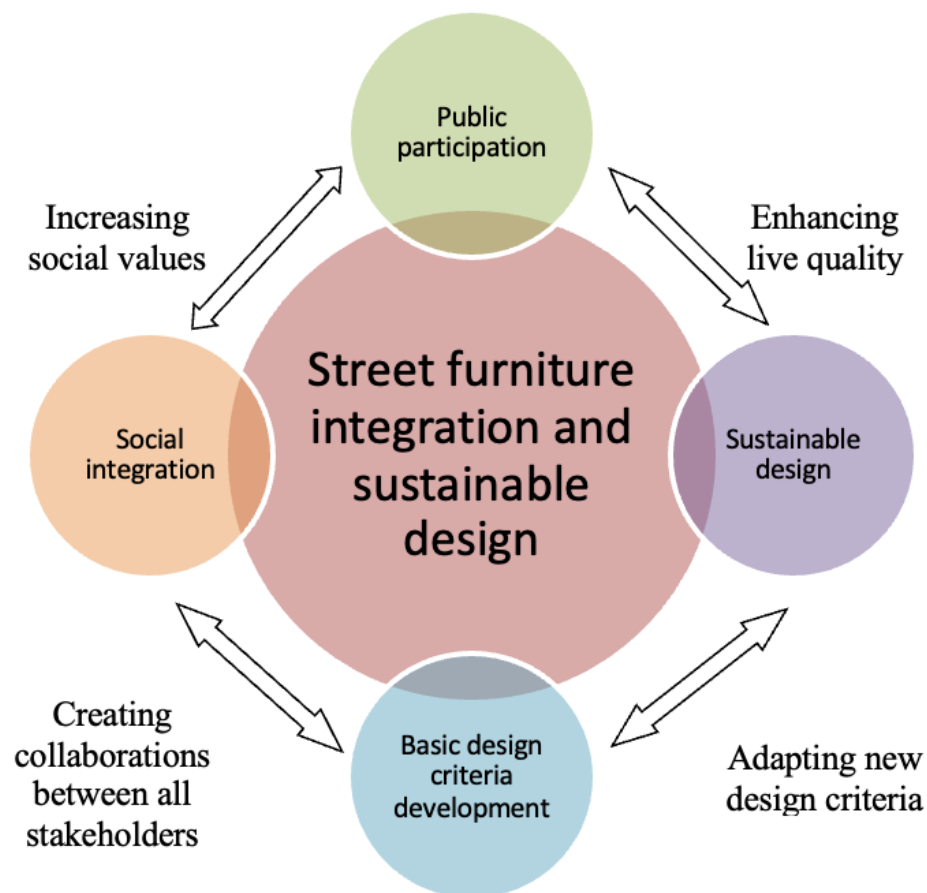 Public
participation
Increasing
social values
Enhancing
live quality
Street furniture
integration and
sustainable
design
Social
integration
Sustainable
design
Creating
collaborations
between all
stakeholders
Basic design
criteria
development
Adapting new
design criteria